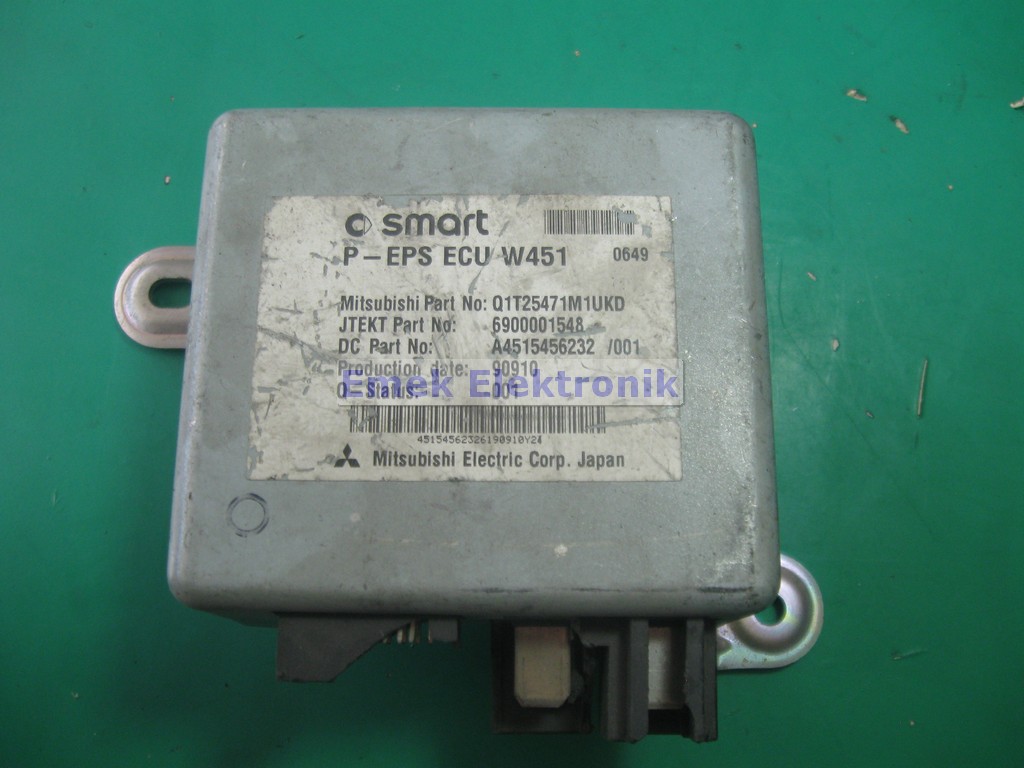 smart
P-EPS ECU W451 0649
Mitsubishi Part No: Q1T25471M1UKD
JTEKT Part No: 6900001548
DC Part No: A4515456232 /001
Production date: 90910
Q-Status: 001
Emek Elektronik
45154562326190910Y24
Mitsubishi Electric Corp. Japan